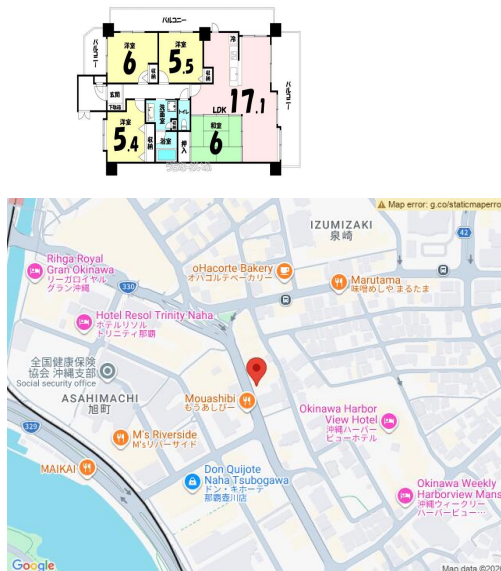 バルコニー
バルコニー
洋室
6
洋室
5.5
収納
収納
冷
バルコニー
玄関
下駄箱
洗面室
トイレ
LDK
17.1
洋室
5.4
収納
浴室
押入
和室
6
Map error: g.co/staticmaperro
IZUMIZAKI
泉崎
42
Rihga Royal
Gran Okinawa
リーガロイヤル
グラン沖縄
oHacorte Bakery
オハコルテベーカリー
330
Marutama
味噌めしや まるたま
Hotel Resol Trinity Naha
ホテルリソル
トリニティ那覇
全国健康保険
協会 沖縄支部
Social security office
ASAHIMACHI
旭町
Mouashibi
もうあしびー
329
M's Riverside
M'sリバーサイド
Okinawa Harbor
View Hotel
沖縄ハーバー
ビューホテル
MAIKAI
Don Quijote
Naha Tsubogawa
ドン・キホーテ
那覇壺川店
Okinawa Weekly
Harborview Mans
沖縄ウィークリー
ハーバービュー…
Google
Map data ©2026